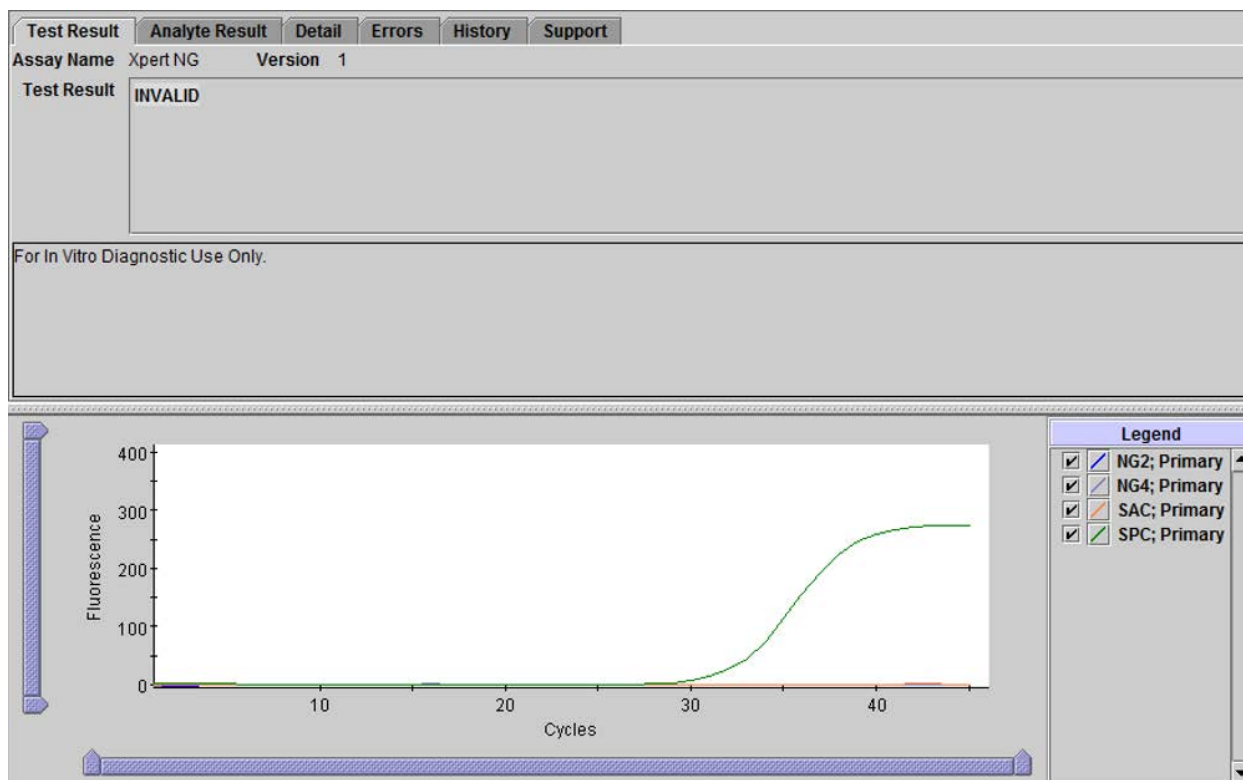 Test Result Analyte Result Detail Errors History Support
Assay Name Xpert NG Version 1
Test Result INVALID
For In Vitro Diagnostic Use Only.
400
300
200
100
0
Fluorescence
10 20 30 40
Cycles
Legend
NG2; Primary
NG4; Primary
SAC; Primary
SPC; Primary